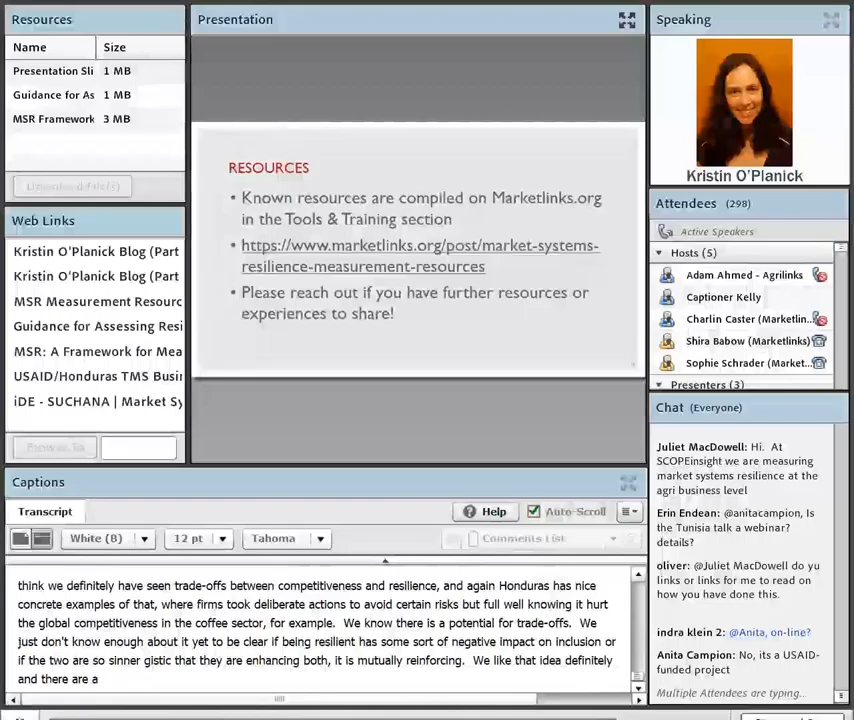 Resources
Name Size
Presentation Sli 1 MB
Guidance for As 1 MB
MSR Framework 3 MB
Download File(s)
Web Links
Kristin O'Planick Blog (Part
Kristin O'Planick Blog (Part
MSR Measurement Resourc
Guidance for Assessing Resi
MSR: A Framework for Mea
USAID/Honduras TMS Busin
iDE - SUCHANA | Market Sy
Browse To
Presentation
RESOURCES
• Known resources are compiled on Marketlinks.org
in the Tools & Training section
• https://www.marketlinks.org/post/market-systems-
resilience-measurement-resources
• Please reach out if you have further resources or
experiences to share!
Captions
Transcript
Help
Auto-Scroll
White (8)
12 pt
Tahoma
Comments List
think we definitely have seen trade-offs between competitiveness and resilience, and again Honduras has nice
concrete examples of that, where firms took deliberate actions to avoid certain risks but full well knowing it hurt
the global competitiveness in the coffee sector, for example.  We know there is a potential for trade-offs.  We
just don't know enough about it yet to be clear if being resilient has some sort of negative impact on inclusion or
if the two are so sinner gistic that they are enhancing both, it is mutually reinforcing.  We like that idea definitely
and there are a
Speaking
Kristin O'Planick
Attendees (298)
Active Speakers
Hosts (5)
Adam Ahmed - Agrilinks
Captioner Kelly
Charlin Caster (Marketlin...
Shira Babow (Marketlinks)
Sophie Schrader (Market...
Presenters (3)
Chat (Everyone)
Juliet MacDowell: Hi.  At
SCOPEinsight we are measuring
market systems resilience at the
agri business level
Erin Endean: @anitacampion, Is
the Tunisia talk a webinar?
details?
oliver: @Juliet MacDowell do yu
links or links for me to read on
how you have done this.
indra klein 2: @Anita, on-line?
Anita Campion: No, its a USAID-
funded project
Multiple Attendees are typing...